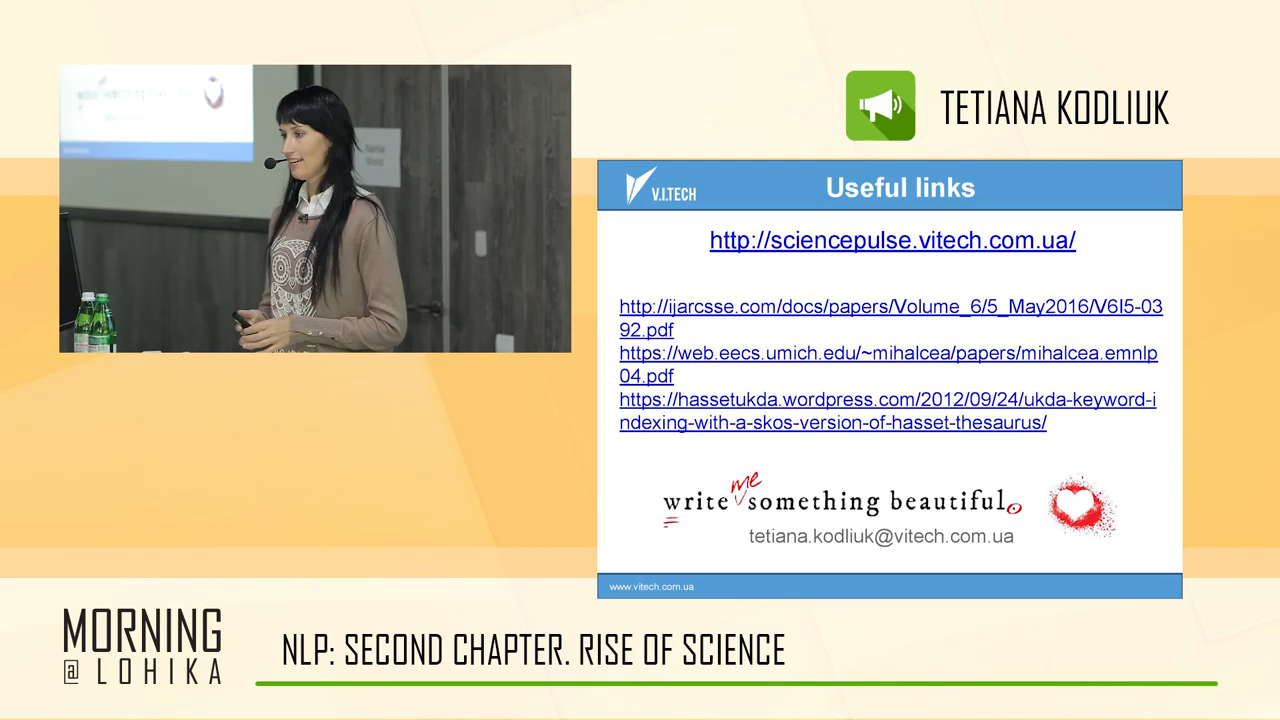 TETIANA KODLIUK
V.I.TECH
Useful links
http://sciencepulse.vitech.com.ua/
http://ijarcsse.com/docs/papers/Volume_6/5_May2016/V6I5-03
92.pdf
https://web.eecs.umich.edu/~mihalcea/papers/mihalcea.emnlp
04.pdf
https://hassetukda.wordpress.com/2012/09/24/ukda-keyword-i
ndexing-with-a-skos-version-of-hasset-thesaurus/
write me something beautiful.
tetiana.kodliuk@vitech.com.ua
www.vitech.com.ua
MORNING
@ LOHIKA
NLP: SECOND CHAPTER. RISE OF SCIENCE